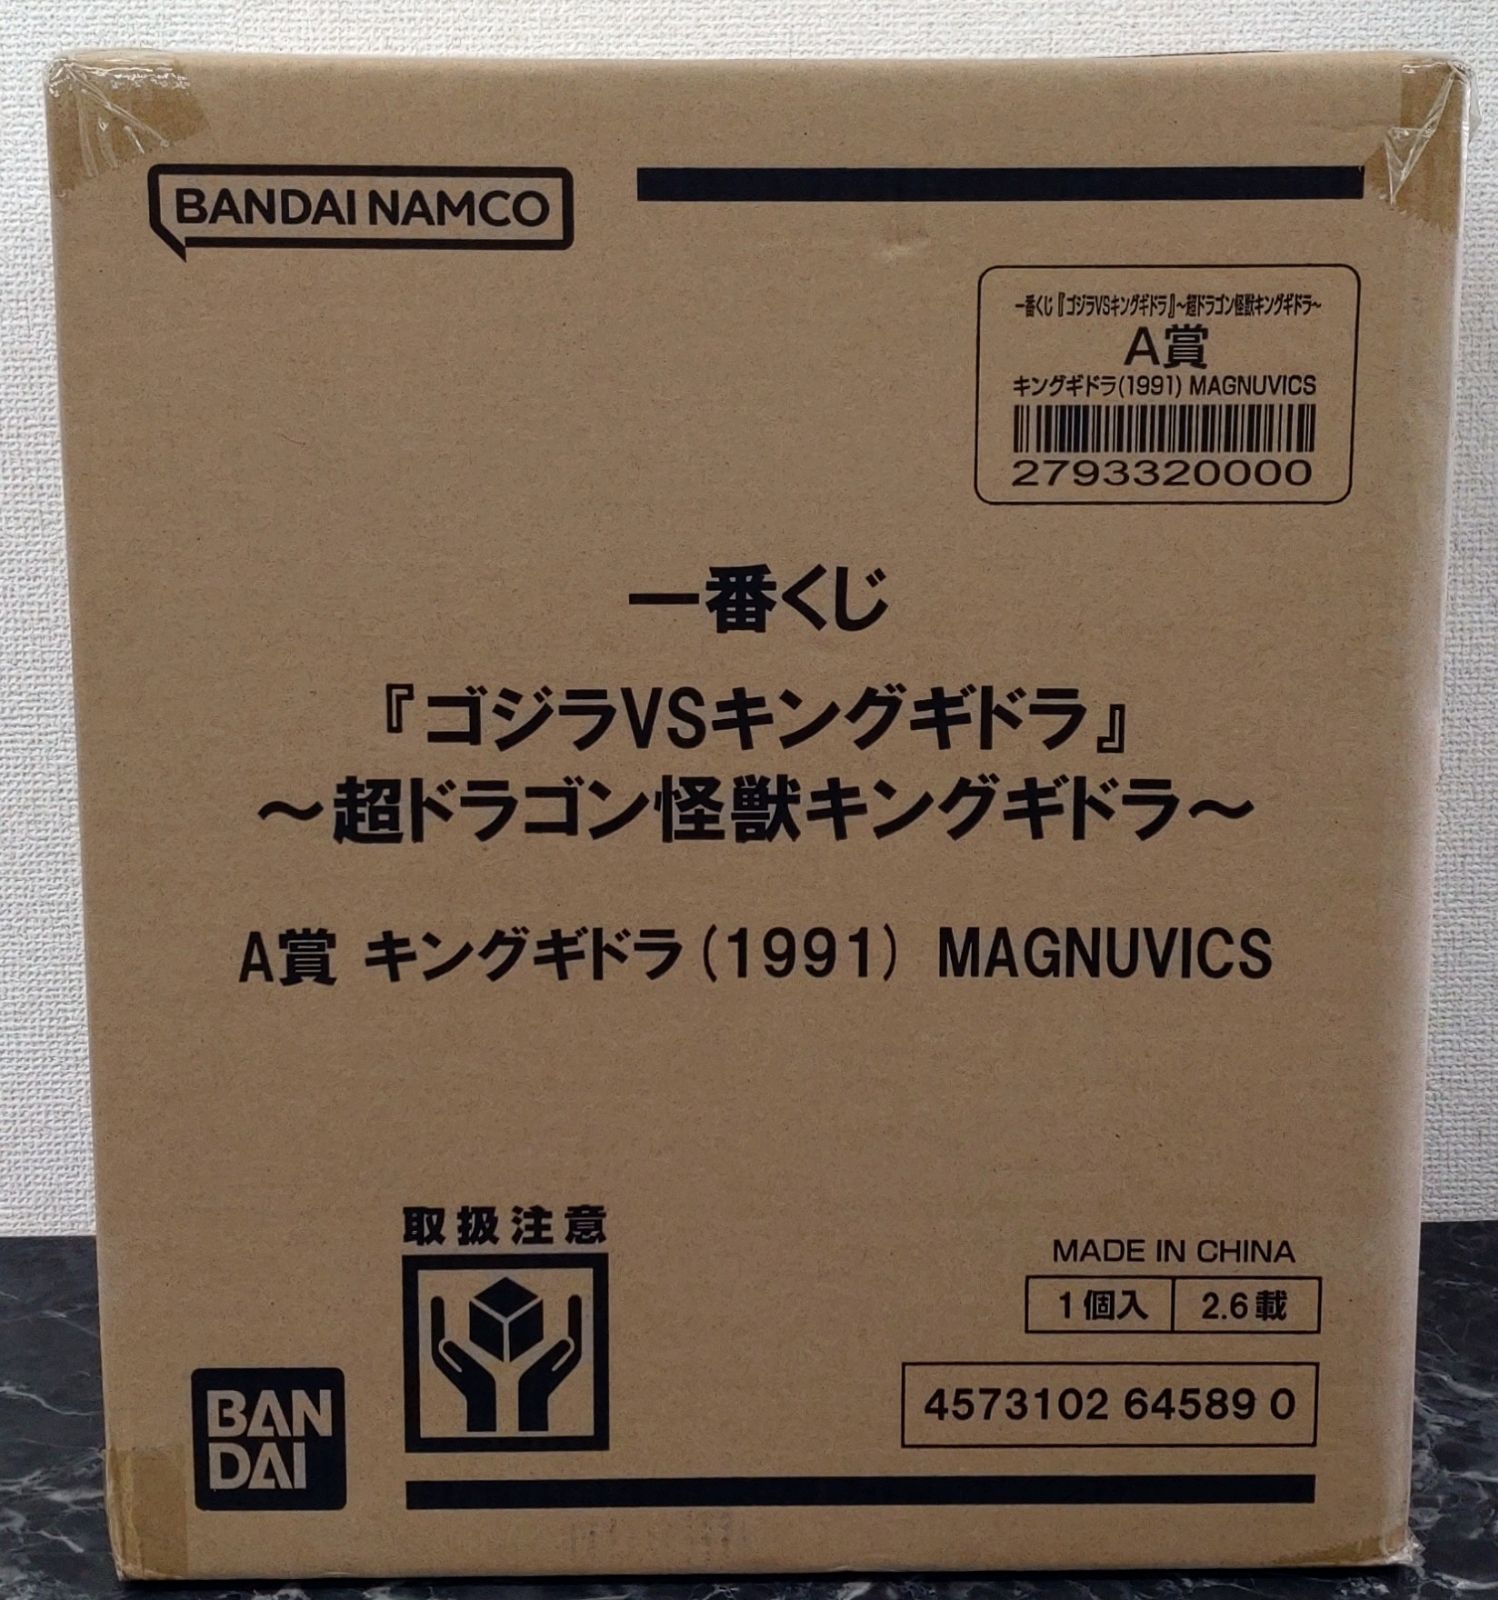 BANDAI NAMCO
一番くじ『ゴジラVSキングギドラ』～超ドラゴン怪獣キングギドラ～
A賞
キングギドラ(1991) MAGNUVICS
2793320000
一番くじ
『ゴジラVSキングギドラ』
～超ドラゴン怪獣キングギドラ～
A賞 キングギドラ(1991) MAGNUVICS
取扱注意
MADE IN CHINA
1個入 2.6載
4573102 64589 0
BAN
DAI